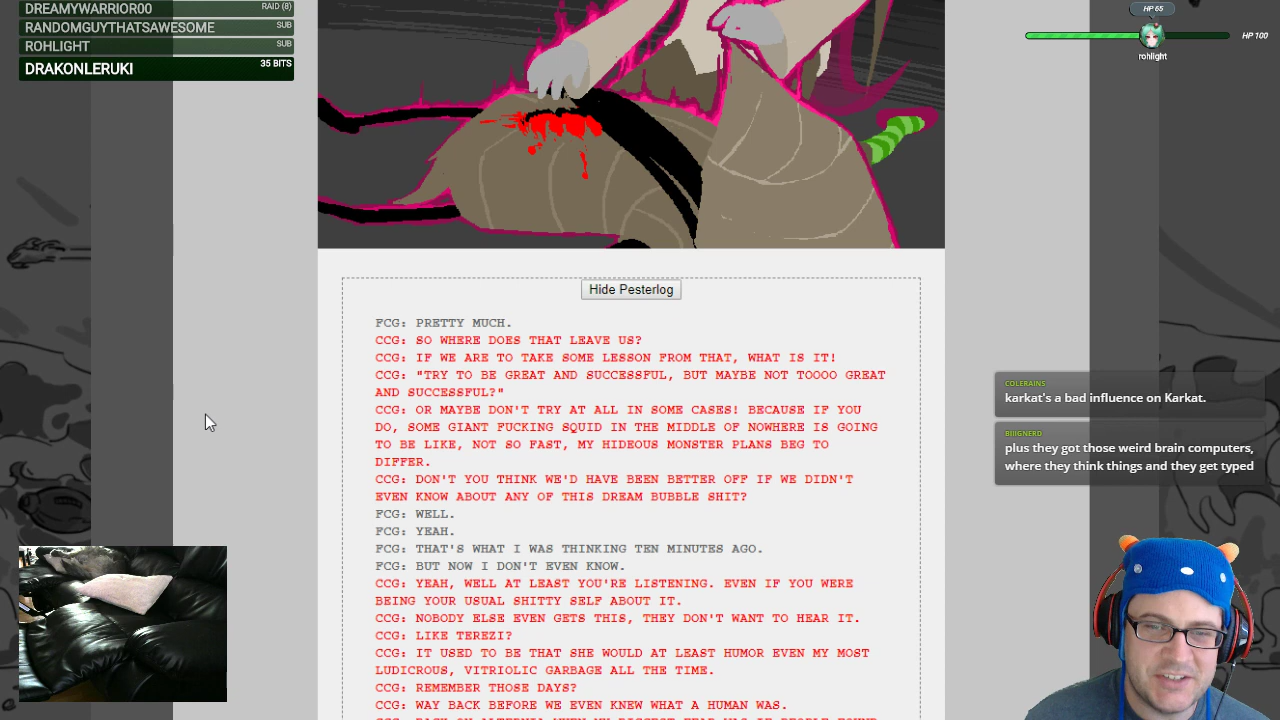 DREAMYWARRIOR00 RAID (8)
RANDOMGUYTHATSAWESOME SUB
ROHLIGHT SUB
DRAKONLERUKI 35 BITS
HP 65
HP 100
rohlight
Hide Pesterlog
FCG: PRETTY MUCH.
CCG: SO WHERE DOES THAT LEAVE US?
CCG: IF WE ARE TO TAKE SOME LESSON FROM THAT, WHAT IS IT!
CCG: "TRY TO BE GREAT AND SUCCESSFUL, BUT MAYBE NOT TOOOO GREAT
AND SUCCESSFUL?"
CCG: OR MAYBE DON'T TRY AT ALL IN SOME CASES! BECAUSE IF YOU
DO, SOME GIANT FUCKING SQUID IN THE MIDDLE OF NOWHERE IS GOING
TO BE LIKE, NOT SO FAST, MY HIDEOUS MONSTER PLANS BEG TO
DIFFER.
CCG: DON'T YOU THINK WE'D HAVE BEEN BETTER OFF IF WE DIDN'T
EVEN KNOW ABOUT ANY OF THIS DREAM BUBBLE SHIT?
FCG: WELL.
FCG: YEAH.
FCG: THAT'S WHAT I WAS THINKING TEN MINUTES AGO.
FCG: BUT NOW I DON'T EVEN KNOW.
CCG: YEAH, WELL AT LEAST YOU'RE LISTENING. EVEN IF YOU WERE
BEING YOUR USUAL SHITTY SELF ABOUT IT.
CCG: NOBODY ELSE EVEN GETS THIS, THEY DON'T WANT TO HEAR IT.
CCG: LIKE TEREZI?
CCG: IT USED TO BE THAT SHE WOULD AT LEAST HUMOR EVEN MY MOST
LUDICROUS, VITRIOLIC GARBAGE ALL THE TIME.
CCG: REMEMBER THOSE DAYS?
CCG: WAY BACK BEFORE WE EVEN KNEW WHAT A HUMAN WAS.
COLERAINS
karkat's a bad influence on Karkat.
BIIIGNERD
plus they got those weird brain computers,
where they think things and they get typed